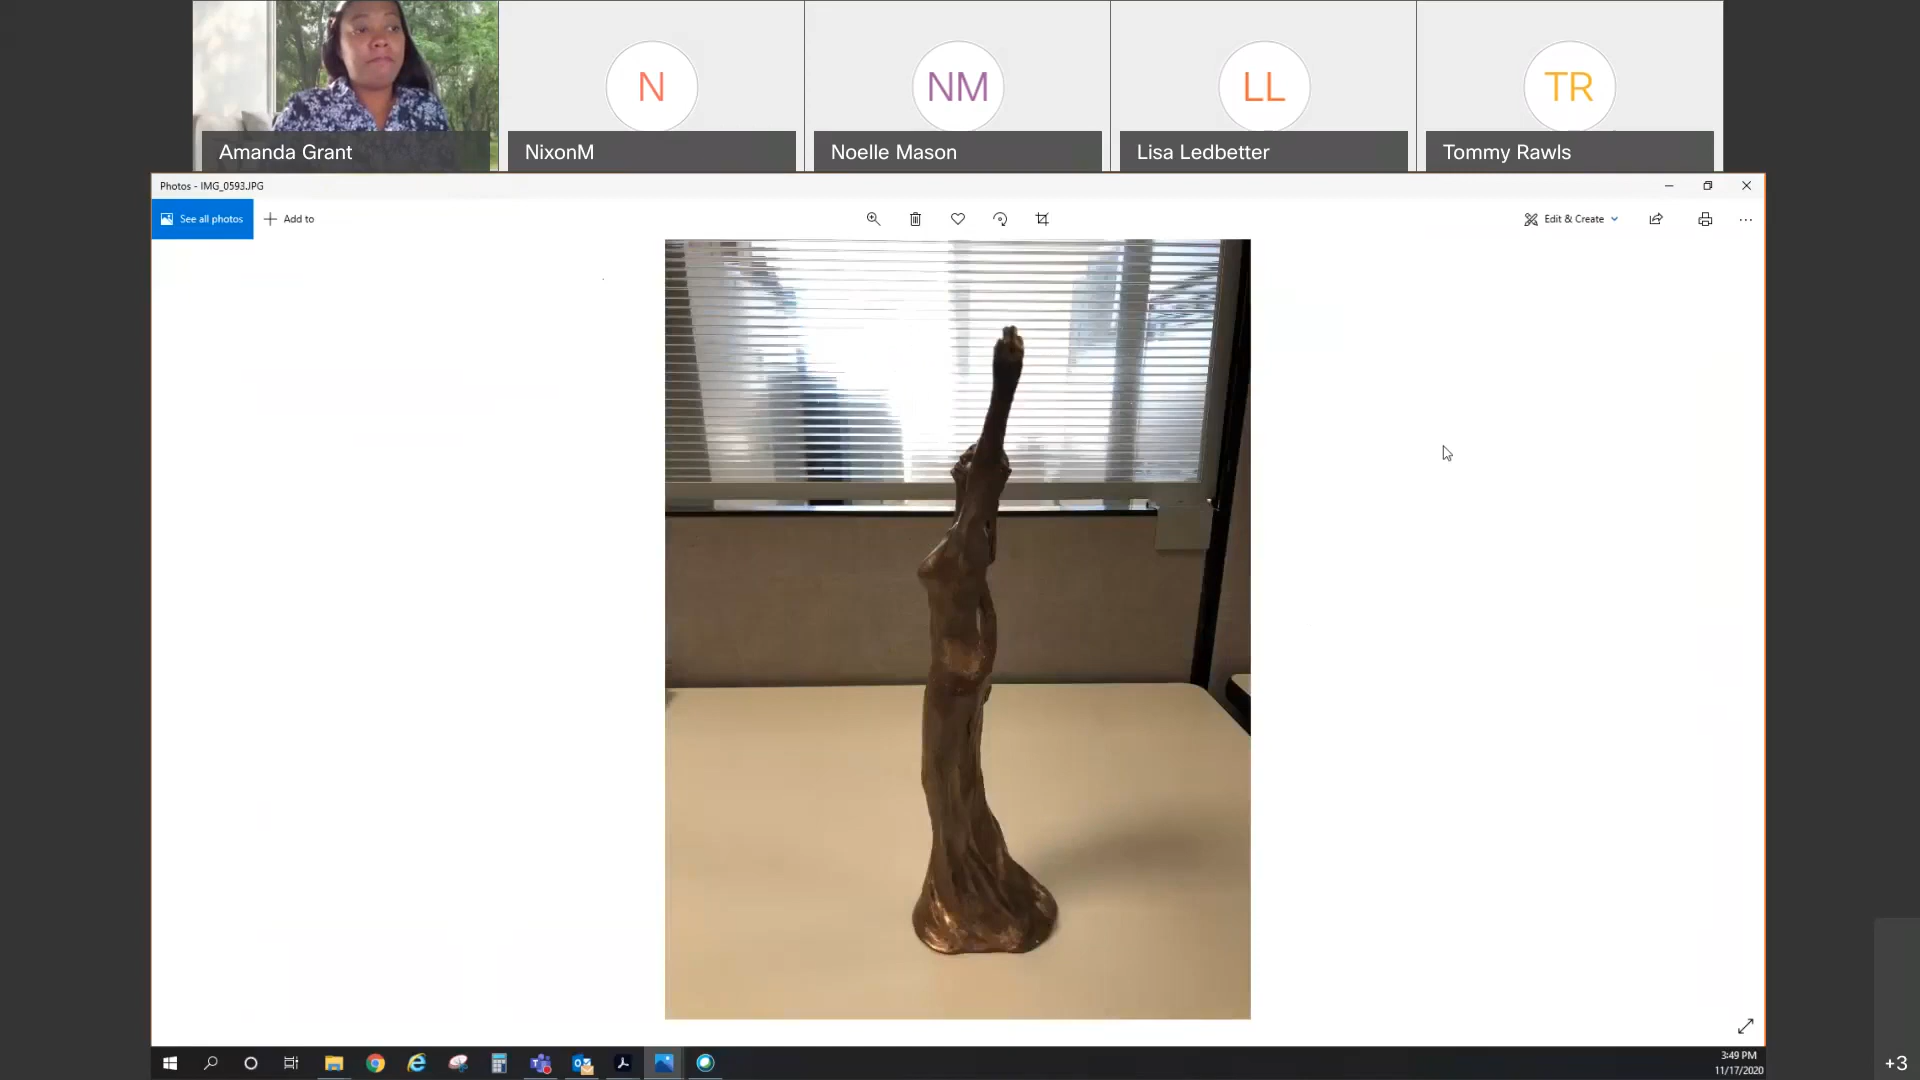 N
NM
LL
TR
Amanda Grant
NixonM
Noelle Mason
Lisa Ledbetter
Tommy Rawls
Photos - IMG_0593.JPG
See all photos
Add to
Edit & Create
3:49 PM
11/17/2020
+3